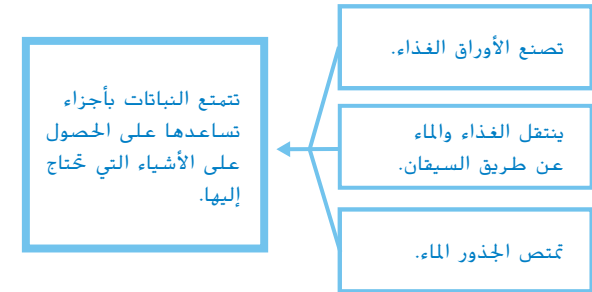 تصنع الأوراق الغذاء.
ينتقل الغذاء والماء
عن طريق السيقان.
تمتص الجذور الماء.
تتمتع النباتات بأجزاء
تساعدها على الحصول
على الأشياء التي تحتاج
إليها.